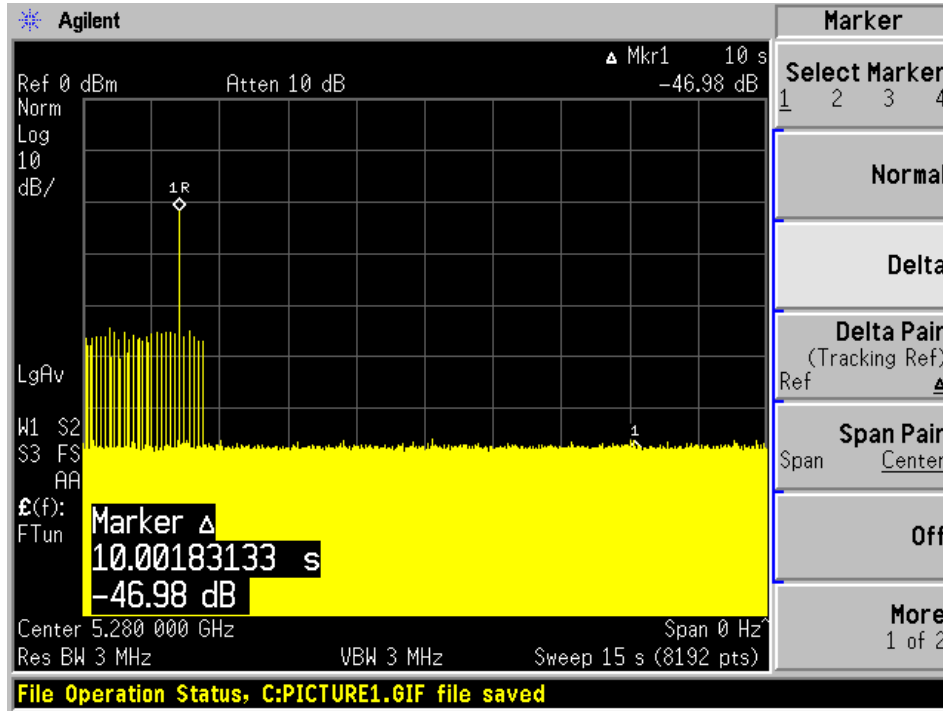 Agilent
Marker
Δ Mkr1 10 s
Ref 0 dBm Atten 10 dB -46.98 dB
Norm
Log
10
dB/
1R
LgAv
W1 S2
S3 FS
AA
£(f):
FTun
1
Marker Δ
10.00183133 s
-46.98 dB
Center 5.280 000 GHz Span 0 Hz^
Res BW 3 MHz VBW 3 MHz Sweep 15 s (8192 pts)
File Operation Status, C:PICTURE1.GIF file saved
Select Marker
1 2 3 4
Normal
Delta
Delta Pair
(Tracking Ref)
Ref Δ
Span Pair
Span Center
Off
More
1 of 2